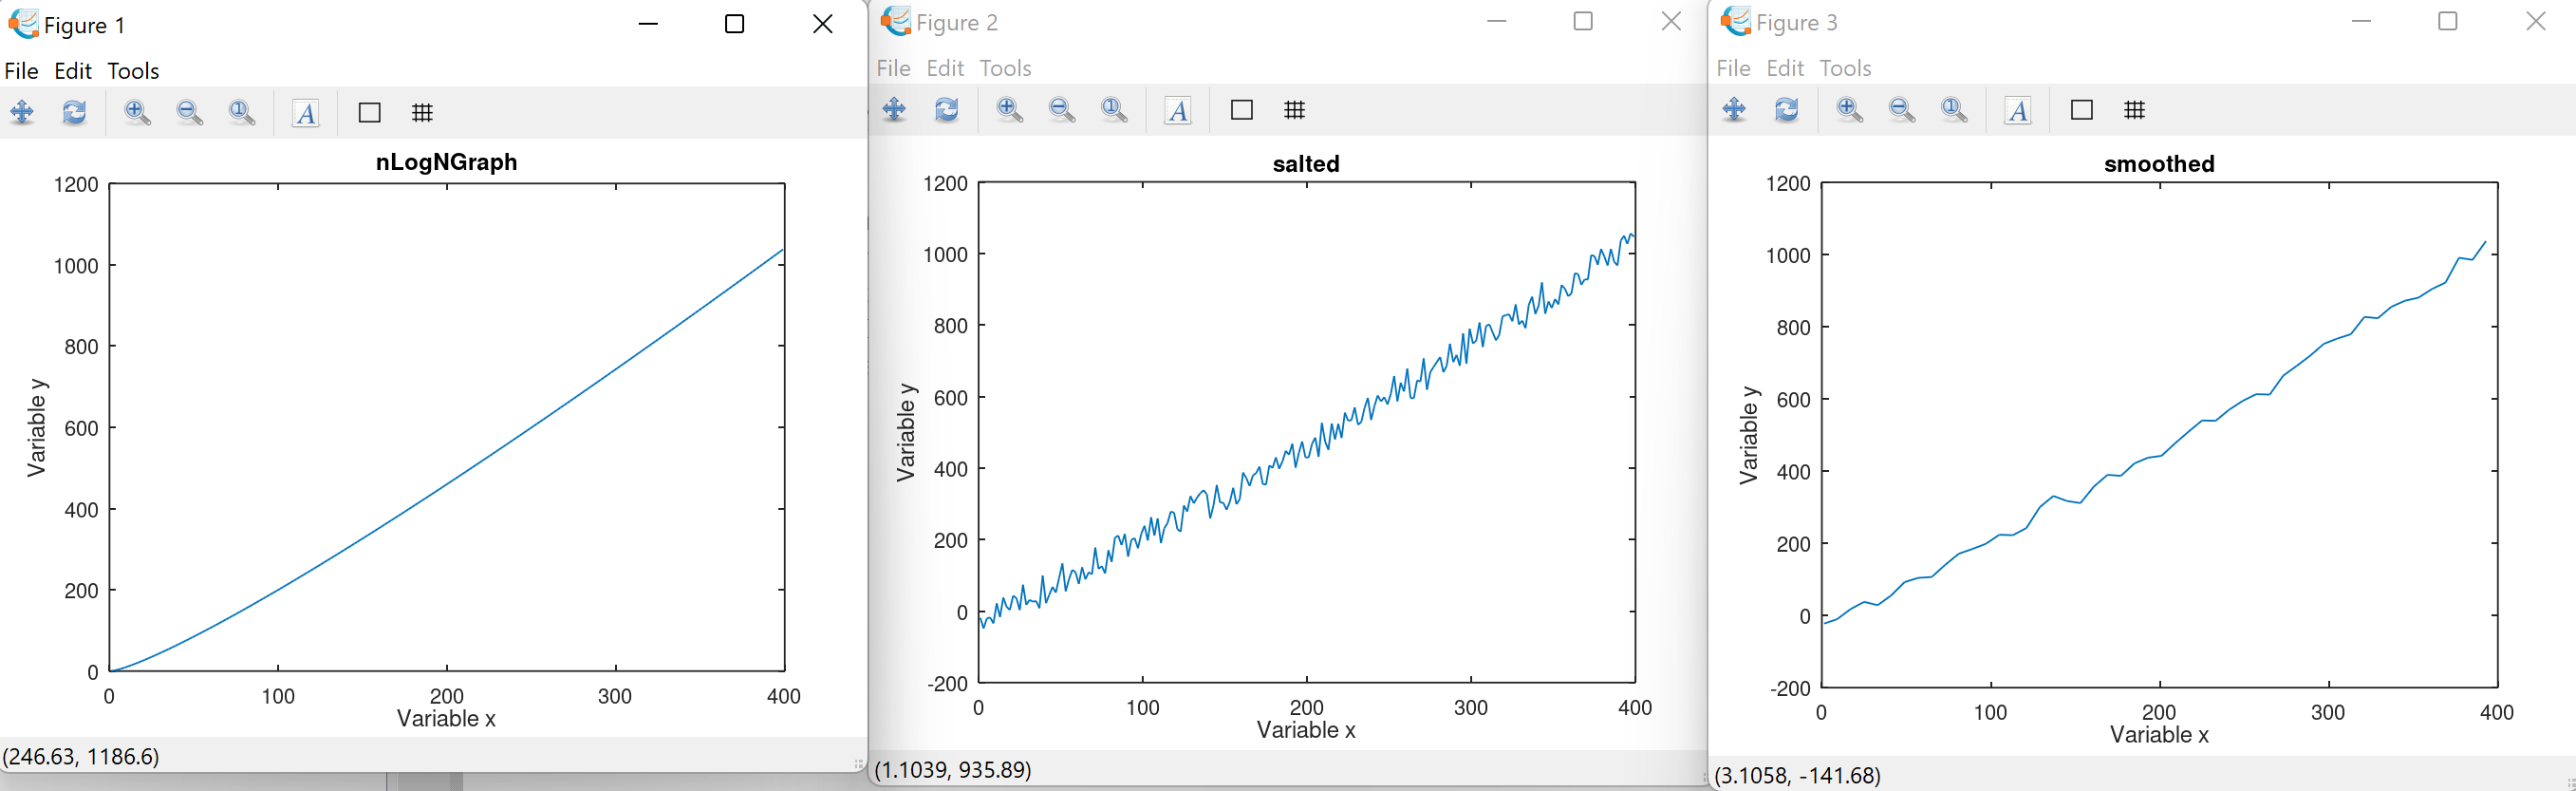 Figure 1
File Edit Tools
A
nLogNGraph
1200
1000
800
600
400
200
0
Variable y
0 100 200 300 400
Variable x
(246.63, 1186.6)
Figure 2
File Edit Tools
A
salted
1200
1000
800
600
400
200
0
-200
Variable y
0 100 200 300 400
Variable x
(1.1039, 935.89)
Figure 3
File Edit Tools
A
smoothed
1200
1000
800
600
400
200
0
-200
Variable y
0 100 200 300 400
Variable x
(3.1058, -141.68)